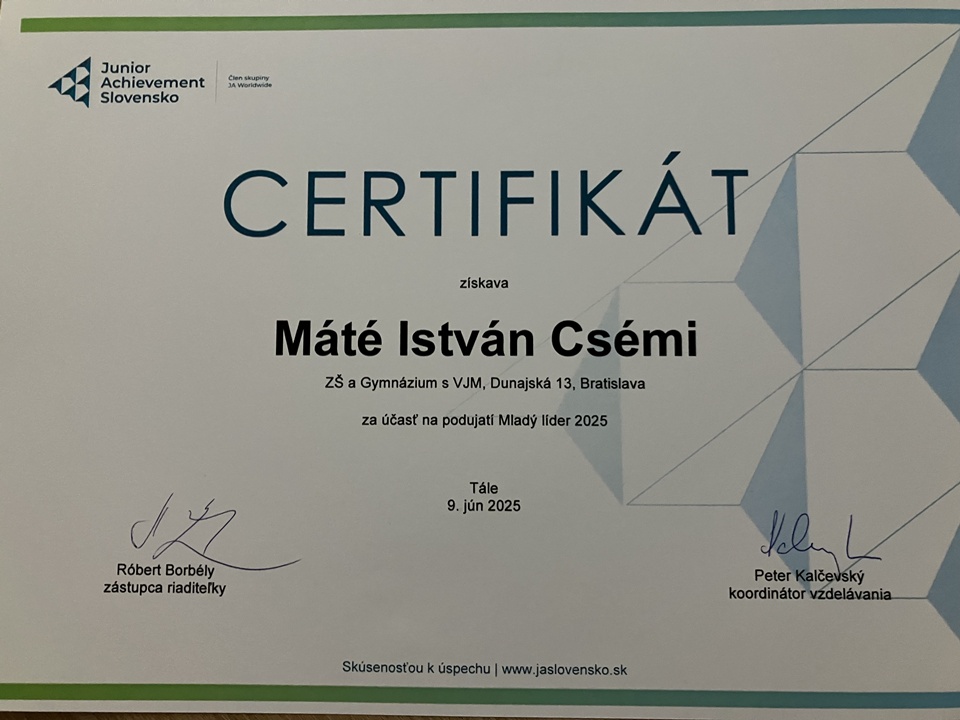 Junior
Achievement
Slovensko
Člen skupiny
JA Worldwide
CERTIFIKÁT
získava
Máté István Csémi
ZŠ a Gymnázium s VJM, Dunajská 13, Bratislava
za účasť na podujatí Mladý líder 2025
Tále
9. jún 2025
Róbert Borbély
zástupca riaditeľky
Peter Kalčevský
koordinátor vzdelávania
Skúsenosťou k úspechu | www.jaslovensko.sk